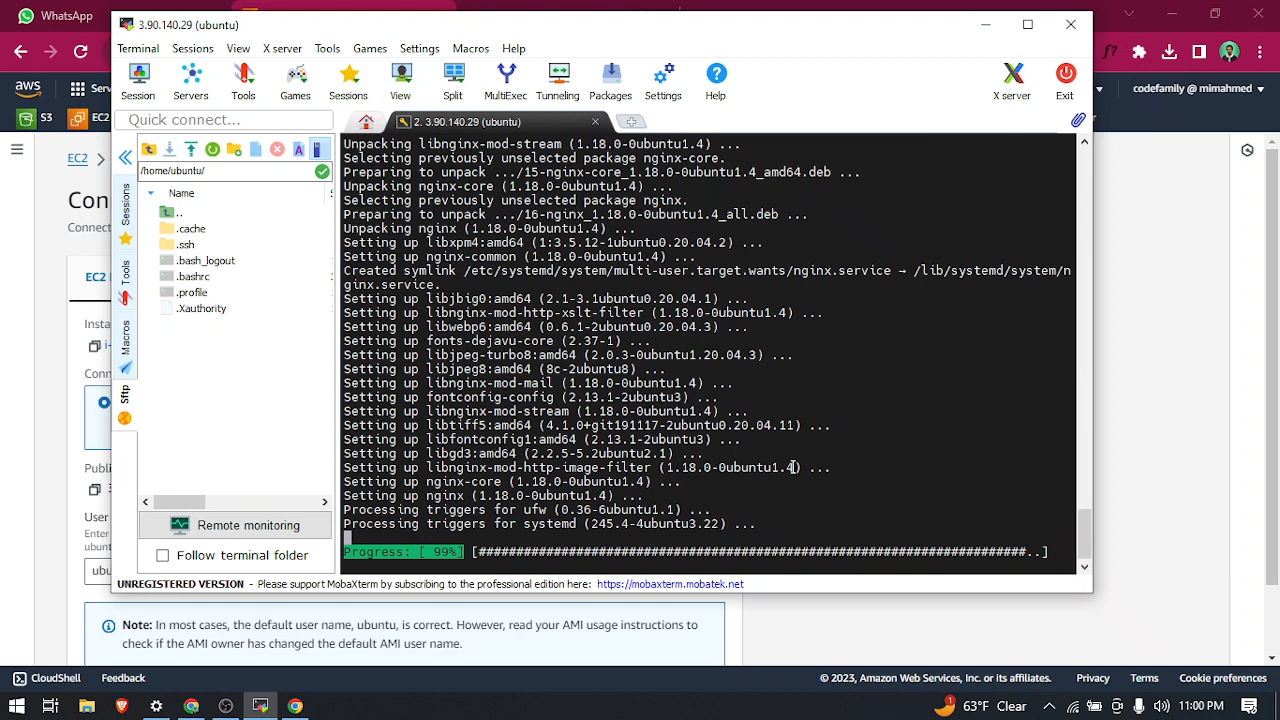 WhatsApp
3.90.140.29 (ubuntu)
Terminal Sessions View X server Tools Games Settings Macros Help
Session Servers Tools Games Sessions View Split MultiExec Tunneling Packages Settings Help X server Exit
aws
codefamily @ mimahmed
Quick connect...
2. 3.90.140.29 (ubuntu)
S3 EC2
/home/ubuntu/
Name
..
.cache
.ssh
.bash_logout
.bashrc
.profile
.Xauthority
Sessions
Tools
Macros
Sftp
Remote monitoring
Follow terminal folder
Unpacking libnginx-mod-stream (1.18.0-0ubuntu1.4) ...
Selecting previously unselected package nginx-core.
Preparing to unpack .../15-nginx-core_1.18.0-0ubuntu1.4_amd64.deb ...
Unpacking nginx-core (1.18.0-0ubuntu1.4) ...
Selecting previously unselected package nginx.
Preparing to unpack .../16-nginx_1.18.0-0ubuntu1.4_all.deb ...
Unpacking nginx (1.18.0-0ubuntu1.4) ...
Setting up libxpm4:amd64 (1:3.5.12-1ubuntu0.20.04.2) ...
Setting up nginx-common (1.18.0-0ubuntu1.4) ...
Created symlink /etc/systemd/system/multi-user.target.wants/nginx.service → /lib/systemd/system/n
ginx.service.
Setting up libjbig0:amd64 (2.1-3.1ubuntu0.20.04.1) ...
Setting up libnginx-mod-http-xslt-filter (1.18.0-0ubuntu1.4) ...
Setting up libwebp6:amd64 (0.6.1-2ubuntu0.20.04.3) ...
Setting up fonts-dejavu-core (2.37-1) ...
Setting up libjpeg-turbo8:amd64 (2.0.3-0ubuntu1.20.04.3) ...
Setting up libjpeg8:amd64 (8c-2ubuntu8) ...
Setting up libnginx-mod-mail (1.18.0-0ubuntu1.4) ...
Setting up fontconfig-config (2.13.1-2ubuntu3) ...
Setting up libnginx-mod-stream (1.18.0-0ubuntu1.4) ...
Setting up libtiff5:amd64 (4.1.0+git191117-2ubuntu0.20.04.11) ...
Setting up libfontconfig1:amd64 (2.13.1-2ubuntu3) ...
Setting up libgd3:amd64 (2.2.5-5.2ubuntu2.1) ...
Setting up libnginx-mod-http-image-filter (1.18.0-0ubuntu1.4) ...
Setting up nginx-core (1.18.0-0ubuntu1.4) ...
Setting up nginx (1.18.0-0ubuntu1.4) ...
Processing triggers for ufw (0.36-6ubuntu1.1) ...
Processing triggers for systemd (245.4-4ubuntu3.22) ...
Progress: [ 99%] [#########################################################################..]
UNREGISTERED VERSION - Please support MobaXterm by subscribing to the professional edition here: https://mobaxterm.mobatek.net
EC2
Note: In most cases, the default user name, ubuntu, is correct. However, read your AMI usage instructions to
check if the AMI owner has changed the default AMI user name.
CloudShell Feedback © 2023, Amazon Web Services, Inc. or its affiliates. Privacy Terms Cookie preferences
1 63°F Clear 11:00 PM